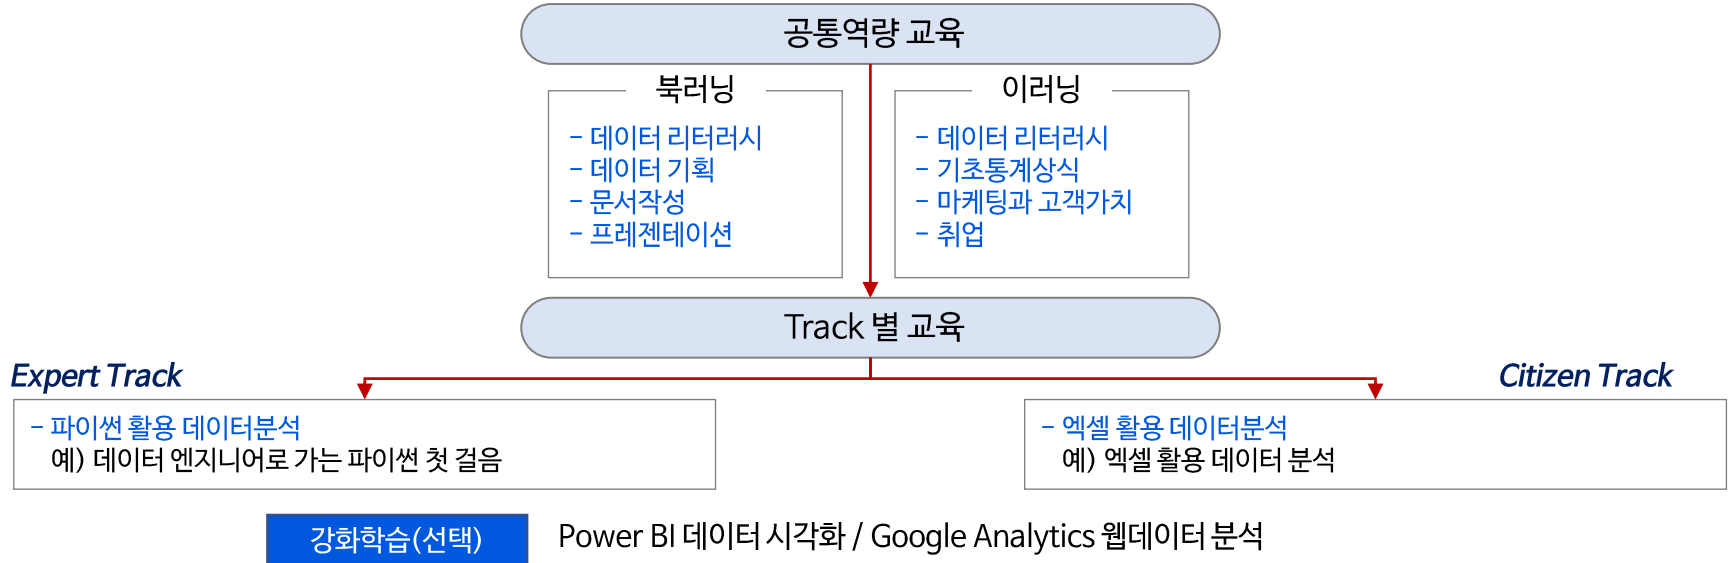 공통역량 교육
북러닝
- 데이터 리터러시
- 데이터 기획
- 문서작성
- 프레젠테이션
이러닝
- 데이터 리터러시
- 기초통계상식
- 마케팅과 고객가치
- 취업
Track 별 교육
Expert Track
- 파이썬 활용 데이터분석
예) 데이터 엔지니어로 가는 파이썬 첫 걸음
Citizen Track
- 엑셀 활용 데이터분석
예) 엑셀 활용 데이터 분석
강화학습(선택)
Power BI 데이터 시각화 / Google Analytics 웹데이터 분석